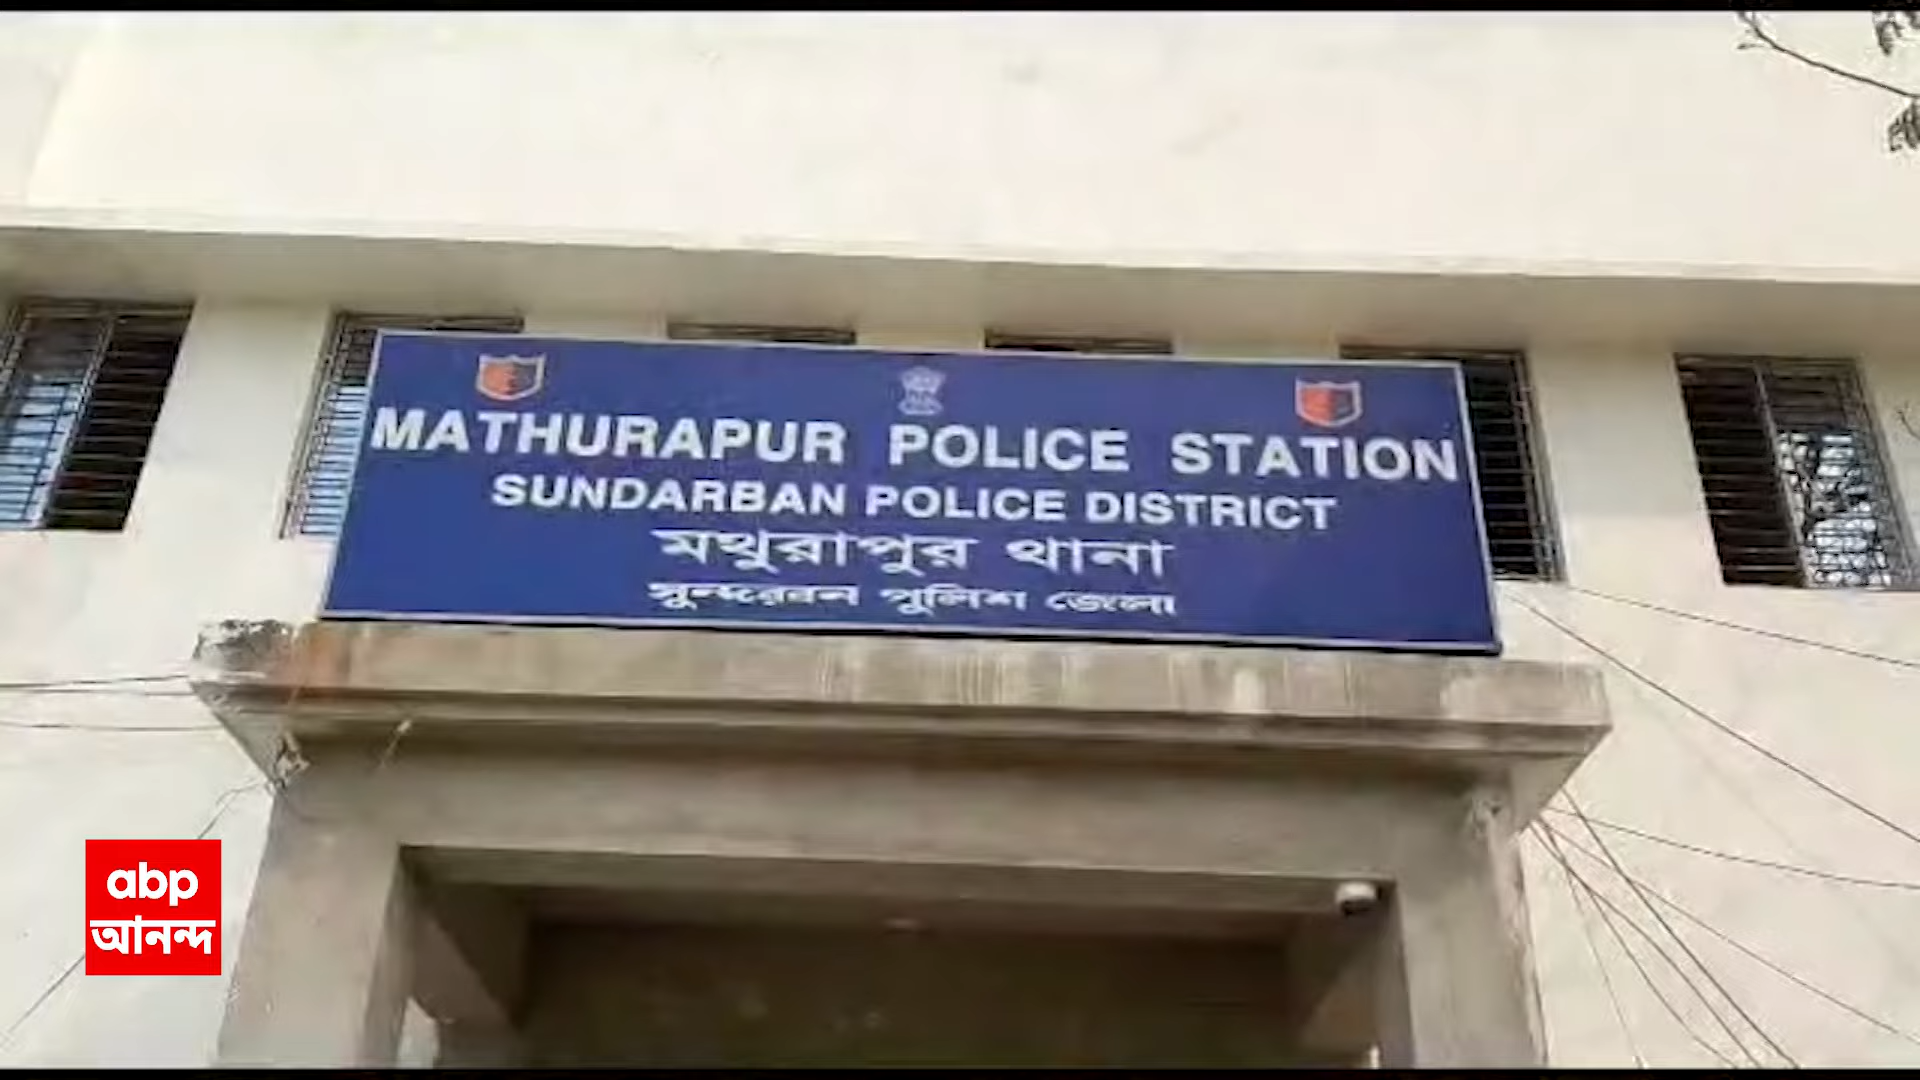 MATHURAPUR POLICE STATION
SUNDARBAN POLICE DISTRICT
মথুরাপুর থানা
সুন্দরবন পুলিশ জেলা
abp
আনন্দ